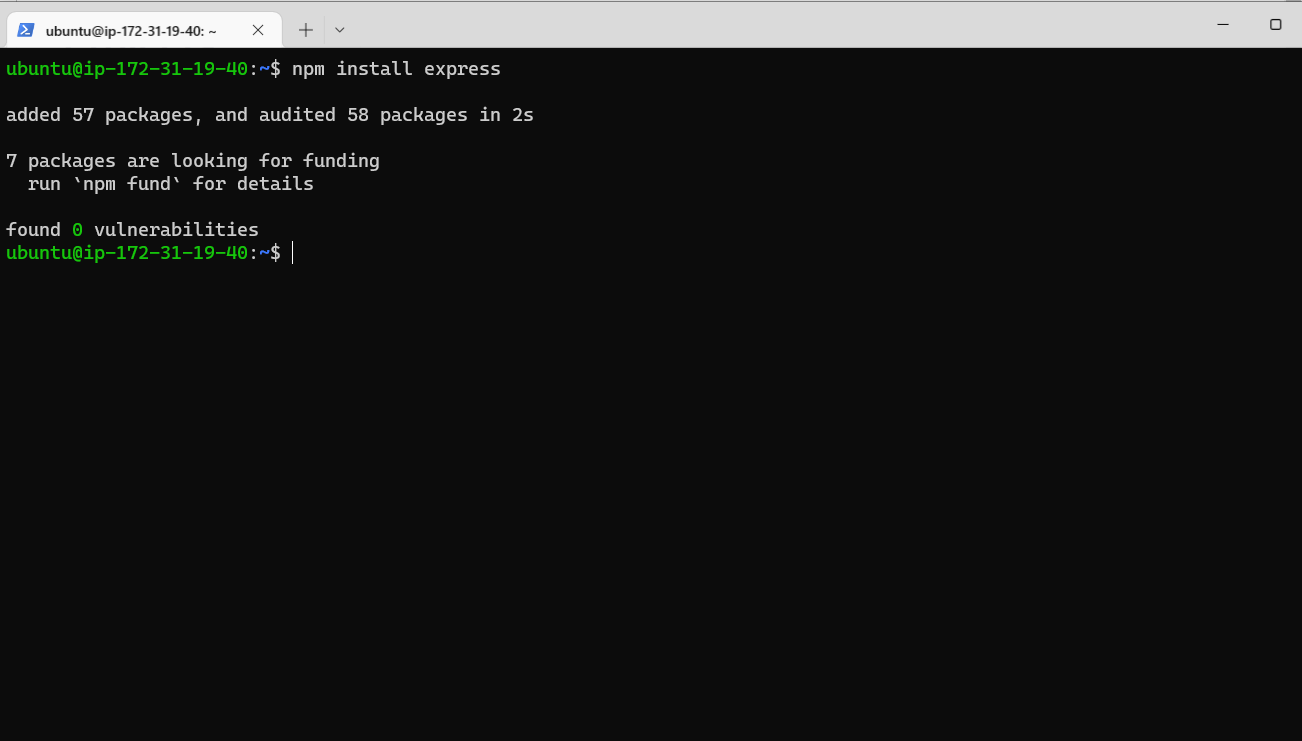 ubuntu@ip-172-31-19-40: ~
ubuntu@ip-172-31-19-40:~$ npm install express
added 57 packages, and audited 58 packages in 2s
7 packages are looking for funding
  run `npm fund` for details
found 0 vulnerabilities
ubuntu@ip-172-31-19-40:~$